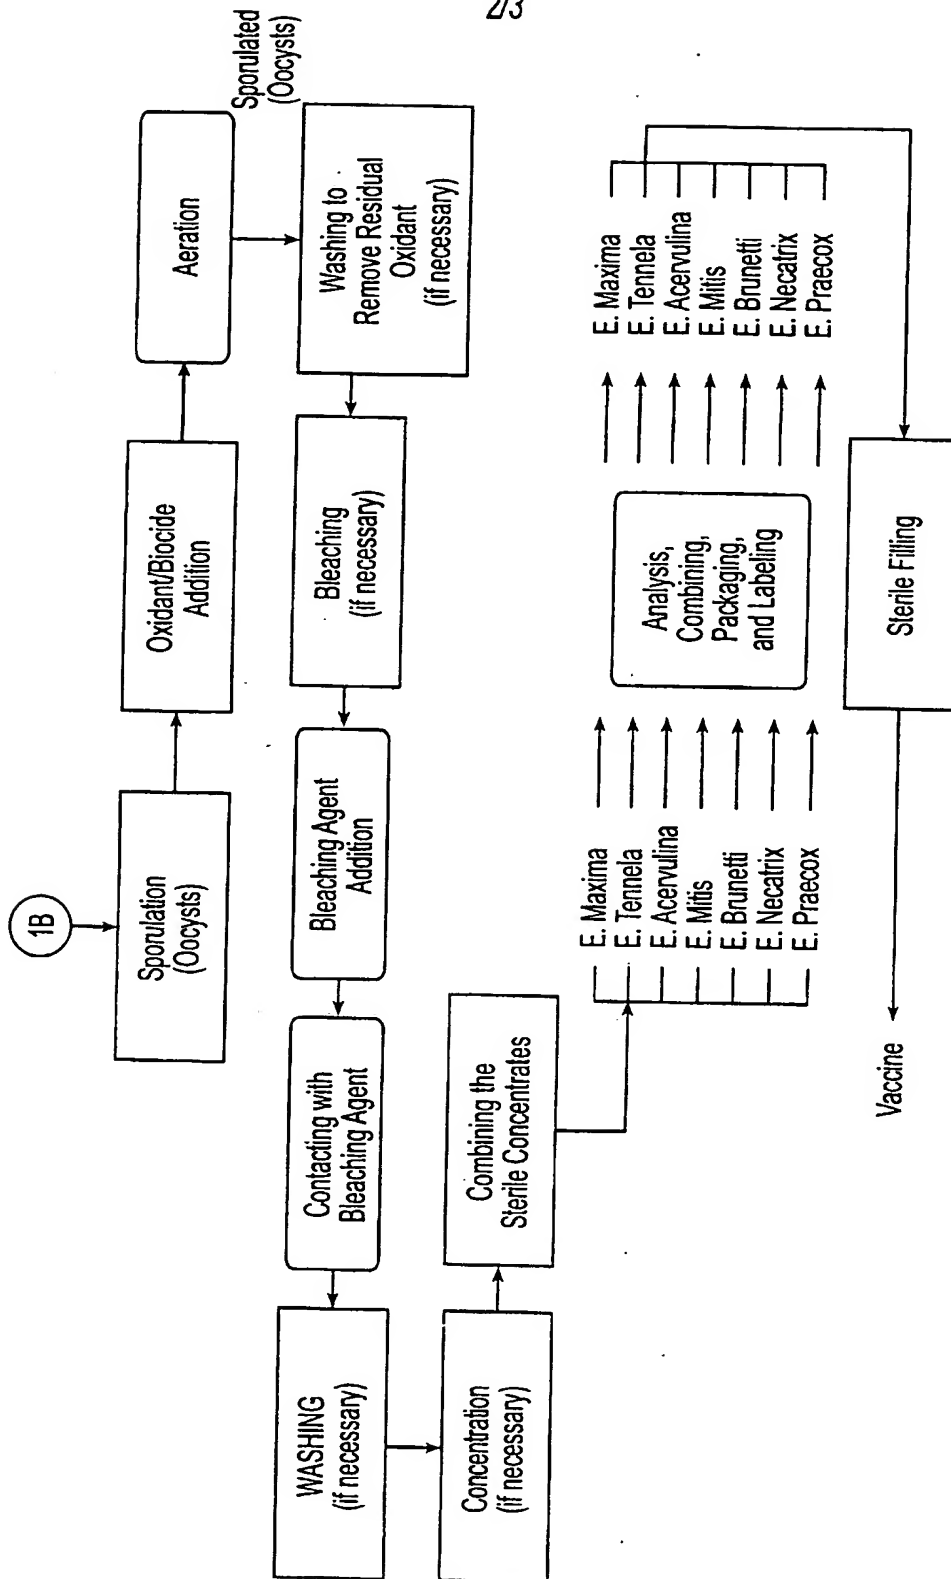 2/3
1B
Sporulation
(Oocysts)
Oxidant/Biocide
Addition
Aeration
Sporulated
(Oocysts)
Washing to
Remove Residual
Oxidant
(if necessary)
Bleaching
(if necessary)
Bleaching Agent
Addition
Contacting with
Bleaching Agent
WASHING
(if necessary)
Concentration
(if necessary)
Combining the
Sterile Concentrates
E. Maxima
E. Tennela
E. Acervulina
E. Mitis
E. Brunetti
E. Necatrix
E. Praecox
Analysis,
Combining,
Packaging,
and Labeling
E. Maxima
E. Tennela
E. Acervulina
E. Mitis
E. Brunetti
E. Necatrix
E. Praecox
Sterile Filling
Vaccine